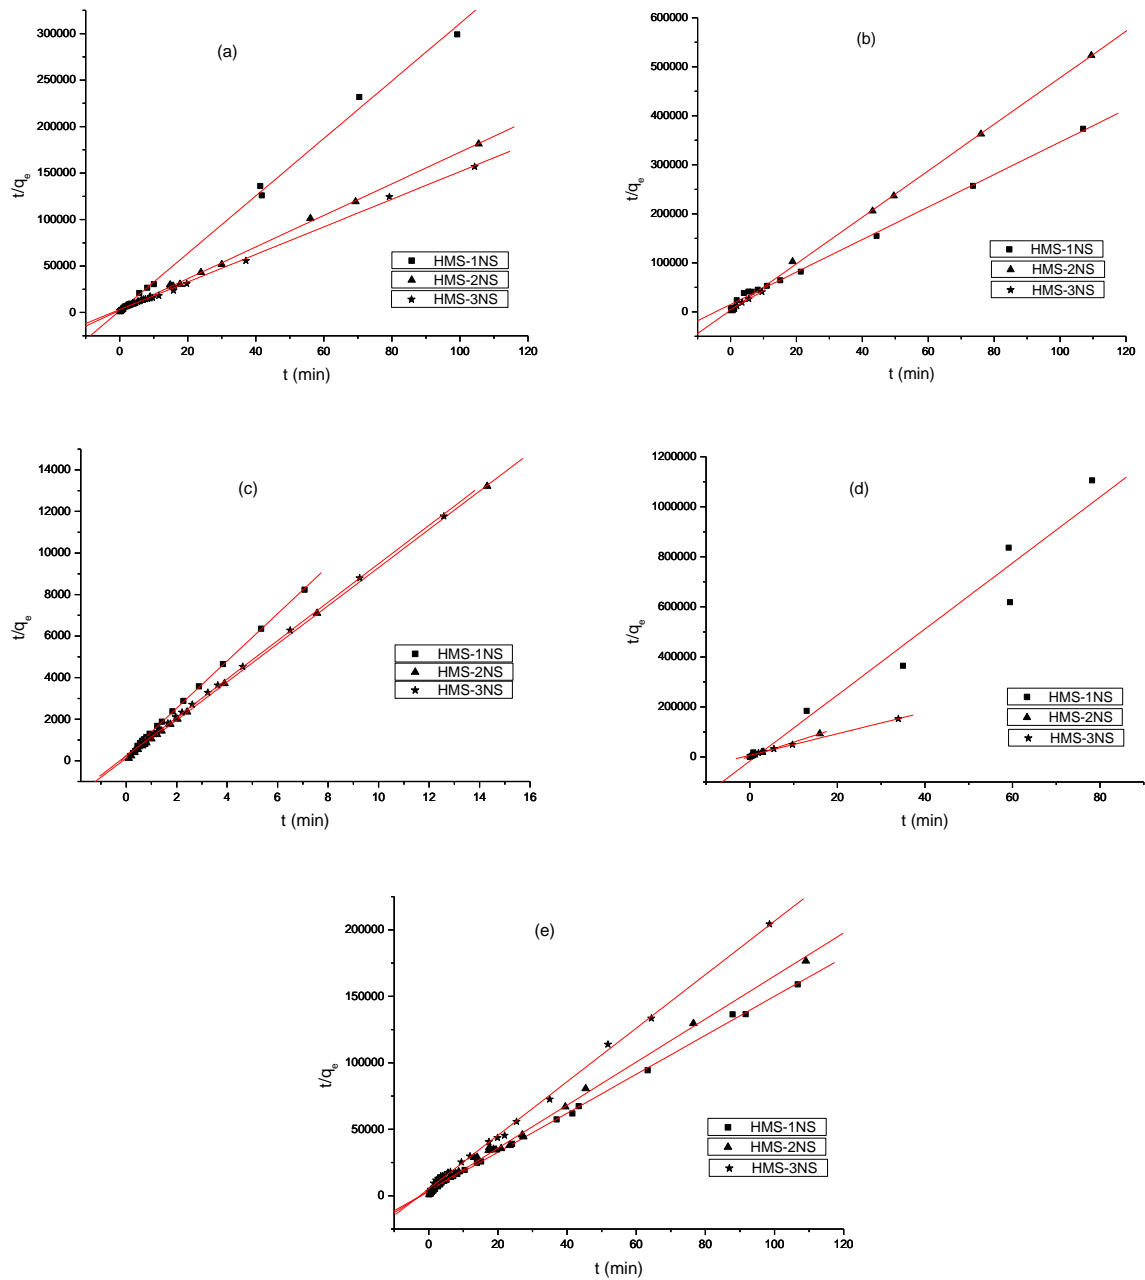 (a)
300000
250000
200000
150000
100000
50000
0
t/qe
0 20 40 60 80 100 120
t (min)
HMS-1NS
HMS-2NS
HMS-3NS
(b)
600000
500000
400000
300000
200000
100000
0
t/qe
0 20 40 60 80 100 120
t (min)
HMS-1NS
HMS-2NS
HMS-3NS
(c)
14000
12000
10000
8000
6000
4000
2000
0
t/qe
0 2 4 6 8 10 12 14 16
t (min)
HMS-1NS
HMS-2NS
HMS-3NS
(d)
1200000
1000000
800000
600000
400000
200000
0
t/qe
0 20 40 60 80
t (min)
HMS-1NS
HMS-2NS
HMS-3NS
(e)
200000
150000
100000
50000
0
t/qe
0 20 40 60 80 100 120
t (min)
HMS-1NS
HMS-2NS
HMS-3NS